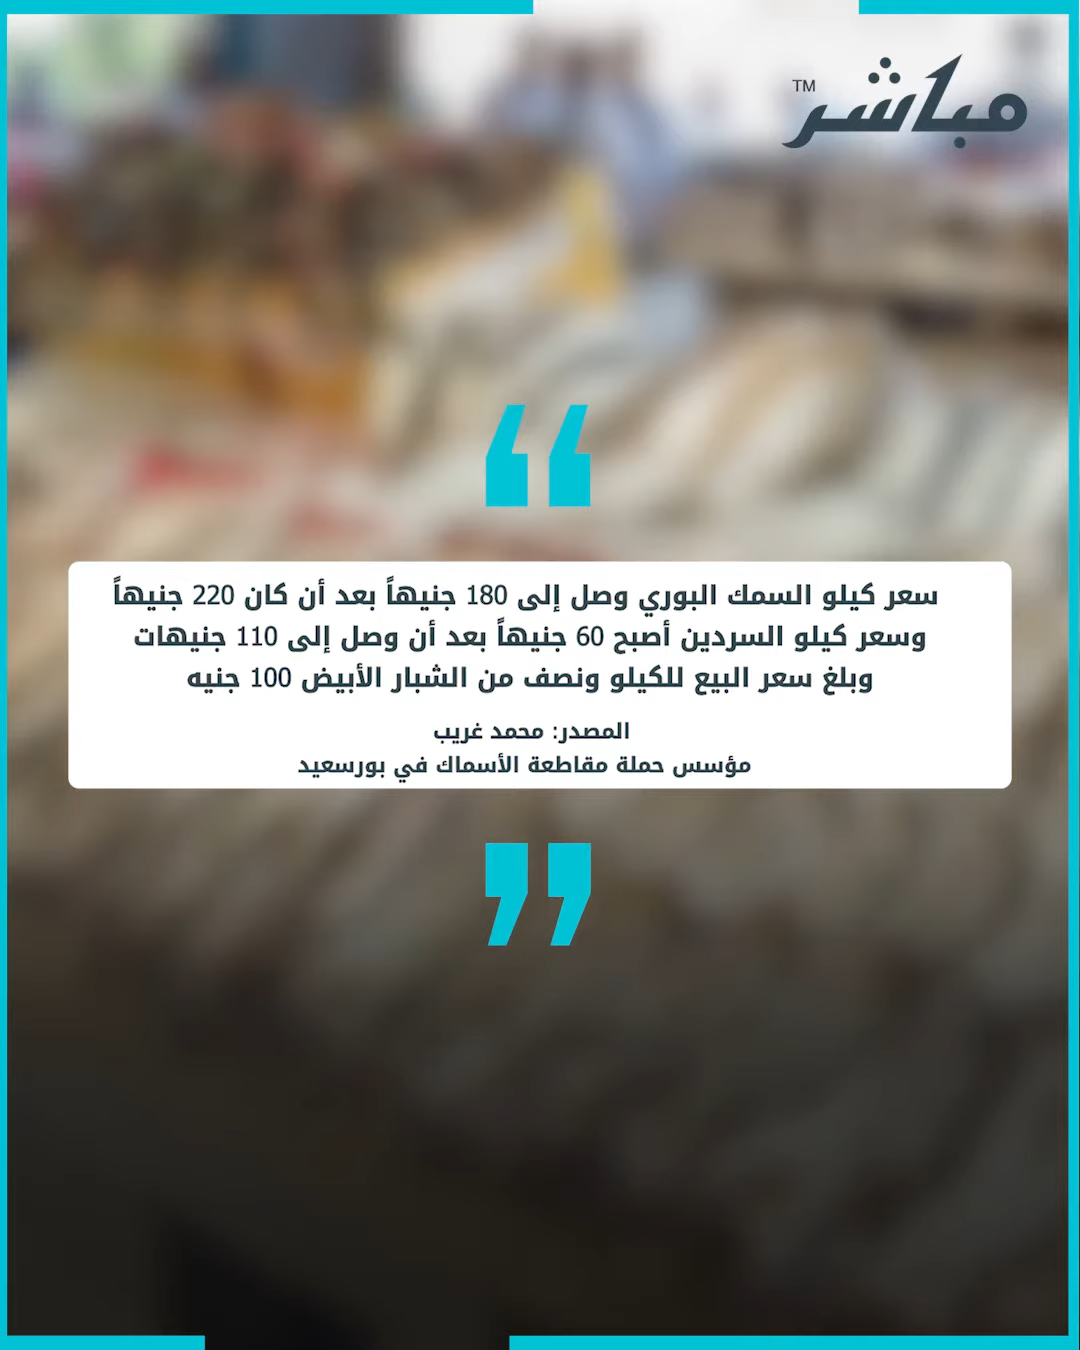 مباشر TM
سعر كيلو السمك البوري وصل إلى 180 جنيهاً بعد أن كان 220 جنيهاً
وسعر كيلو السردين أصبح 60 جنيهاً بعد أن وصل إلى 110 جنيهات
وبلغ سعر البيع للكيلو ونصف من الشبار الأبيض 100 جنيه
المصدر: محمد غريب
مؤسس حملة مقاطعة الأسماك في بورسعيد